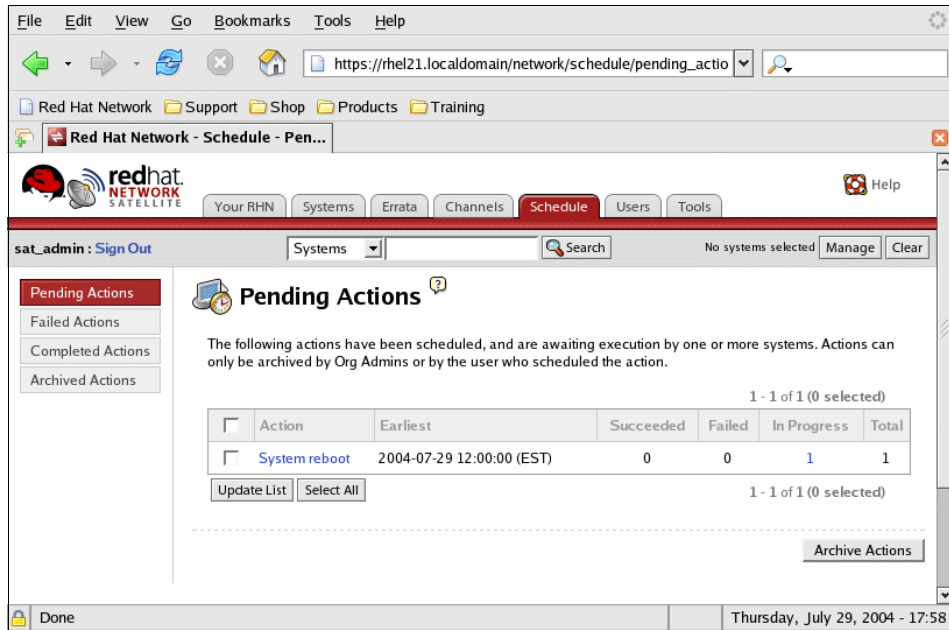 File Edit View Go Bookmarks Tools Help
https://rhel21.localdomain/network/schedule/pending_actio
Red Hat Network Support Shop Products Training
Red Hat Network - Schedule - Pen...
redhat.
NETWORK
SATELLITE
Your RHN Systems Errata Channels Schedule Users Tools
Help
sat_admin : Sign Out Systems Search No systems selected Manage Clear
Pending Actions
Failed Actions
Completed Actions
Archived Actions
Pending Actions ?
The following actions have been scheduled, and are awaiting execution by one or more systems. Actions can
only be archived by Org Admins or by the user who scheduled the action.
1 - 1 of 1 (0 selected)
Action Earliest Succeeded Failed In Progress Total
System reboot 2004-07-29 12:00:00 (EST) 0 0 1 1
Update List Select All 1 - 1 of 1 (0 selected)
Archive Actions
Done Thursday, July 29, 2004 - 17:58